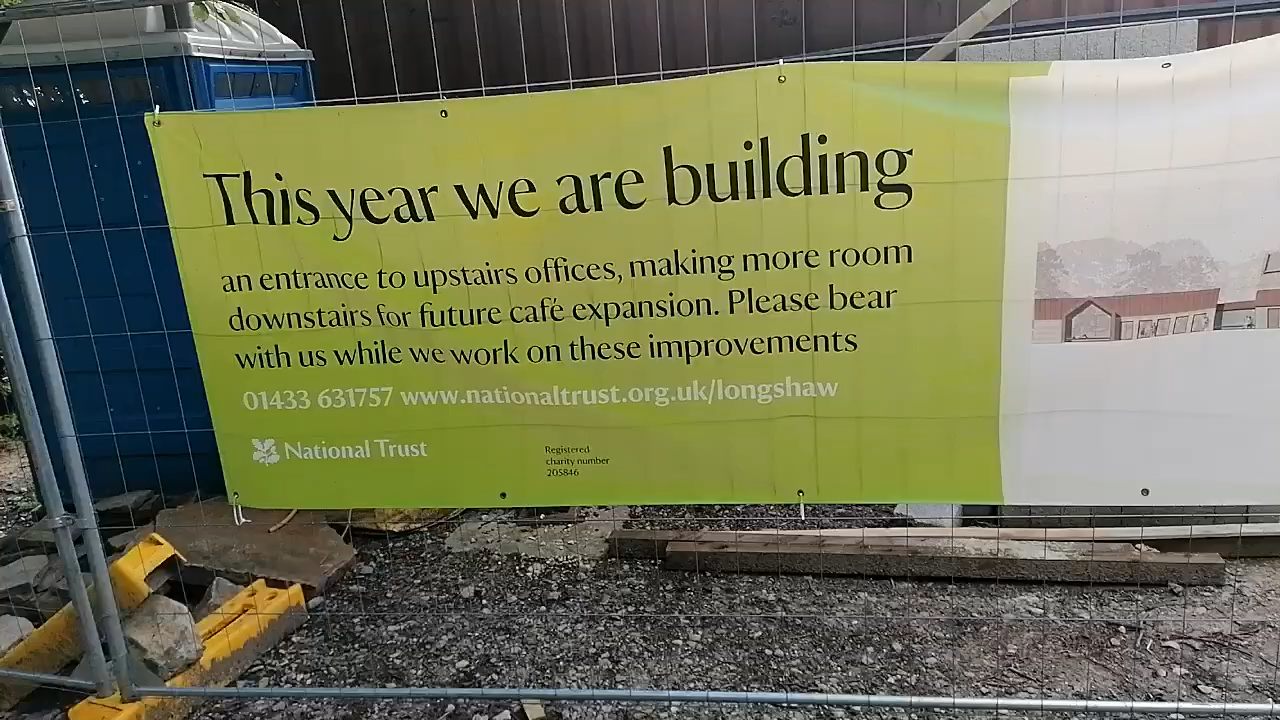 This year we are building
an entrance to upstairs offices, making more room
downstairs for future café expansion. Please bear
with us while we work on these improvements
01433 631757 www.nationaltrust.org.uk/longshaw
National Trust
Registered
charity number
205846